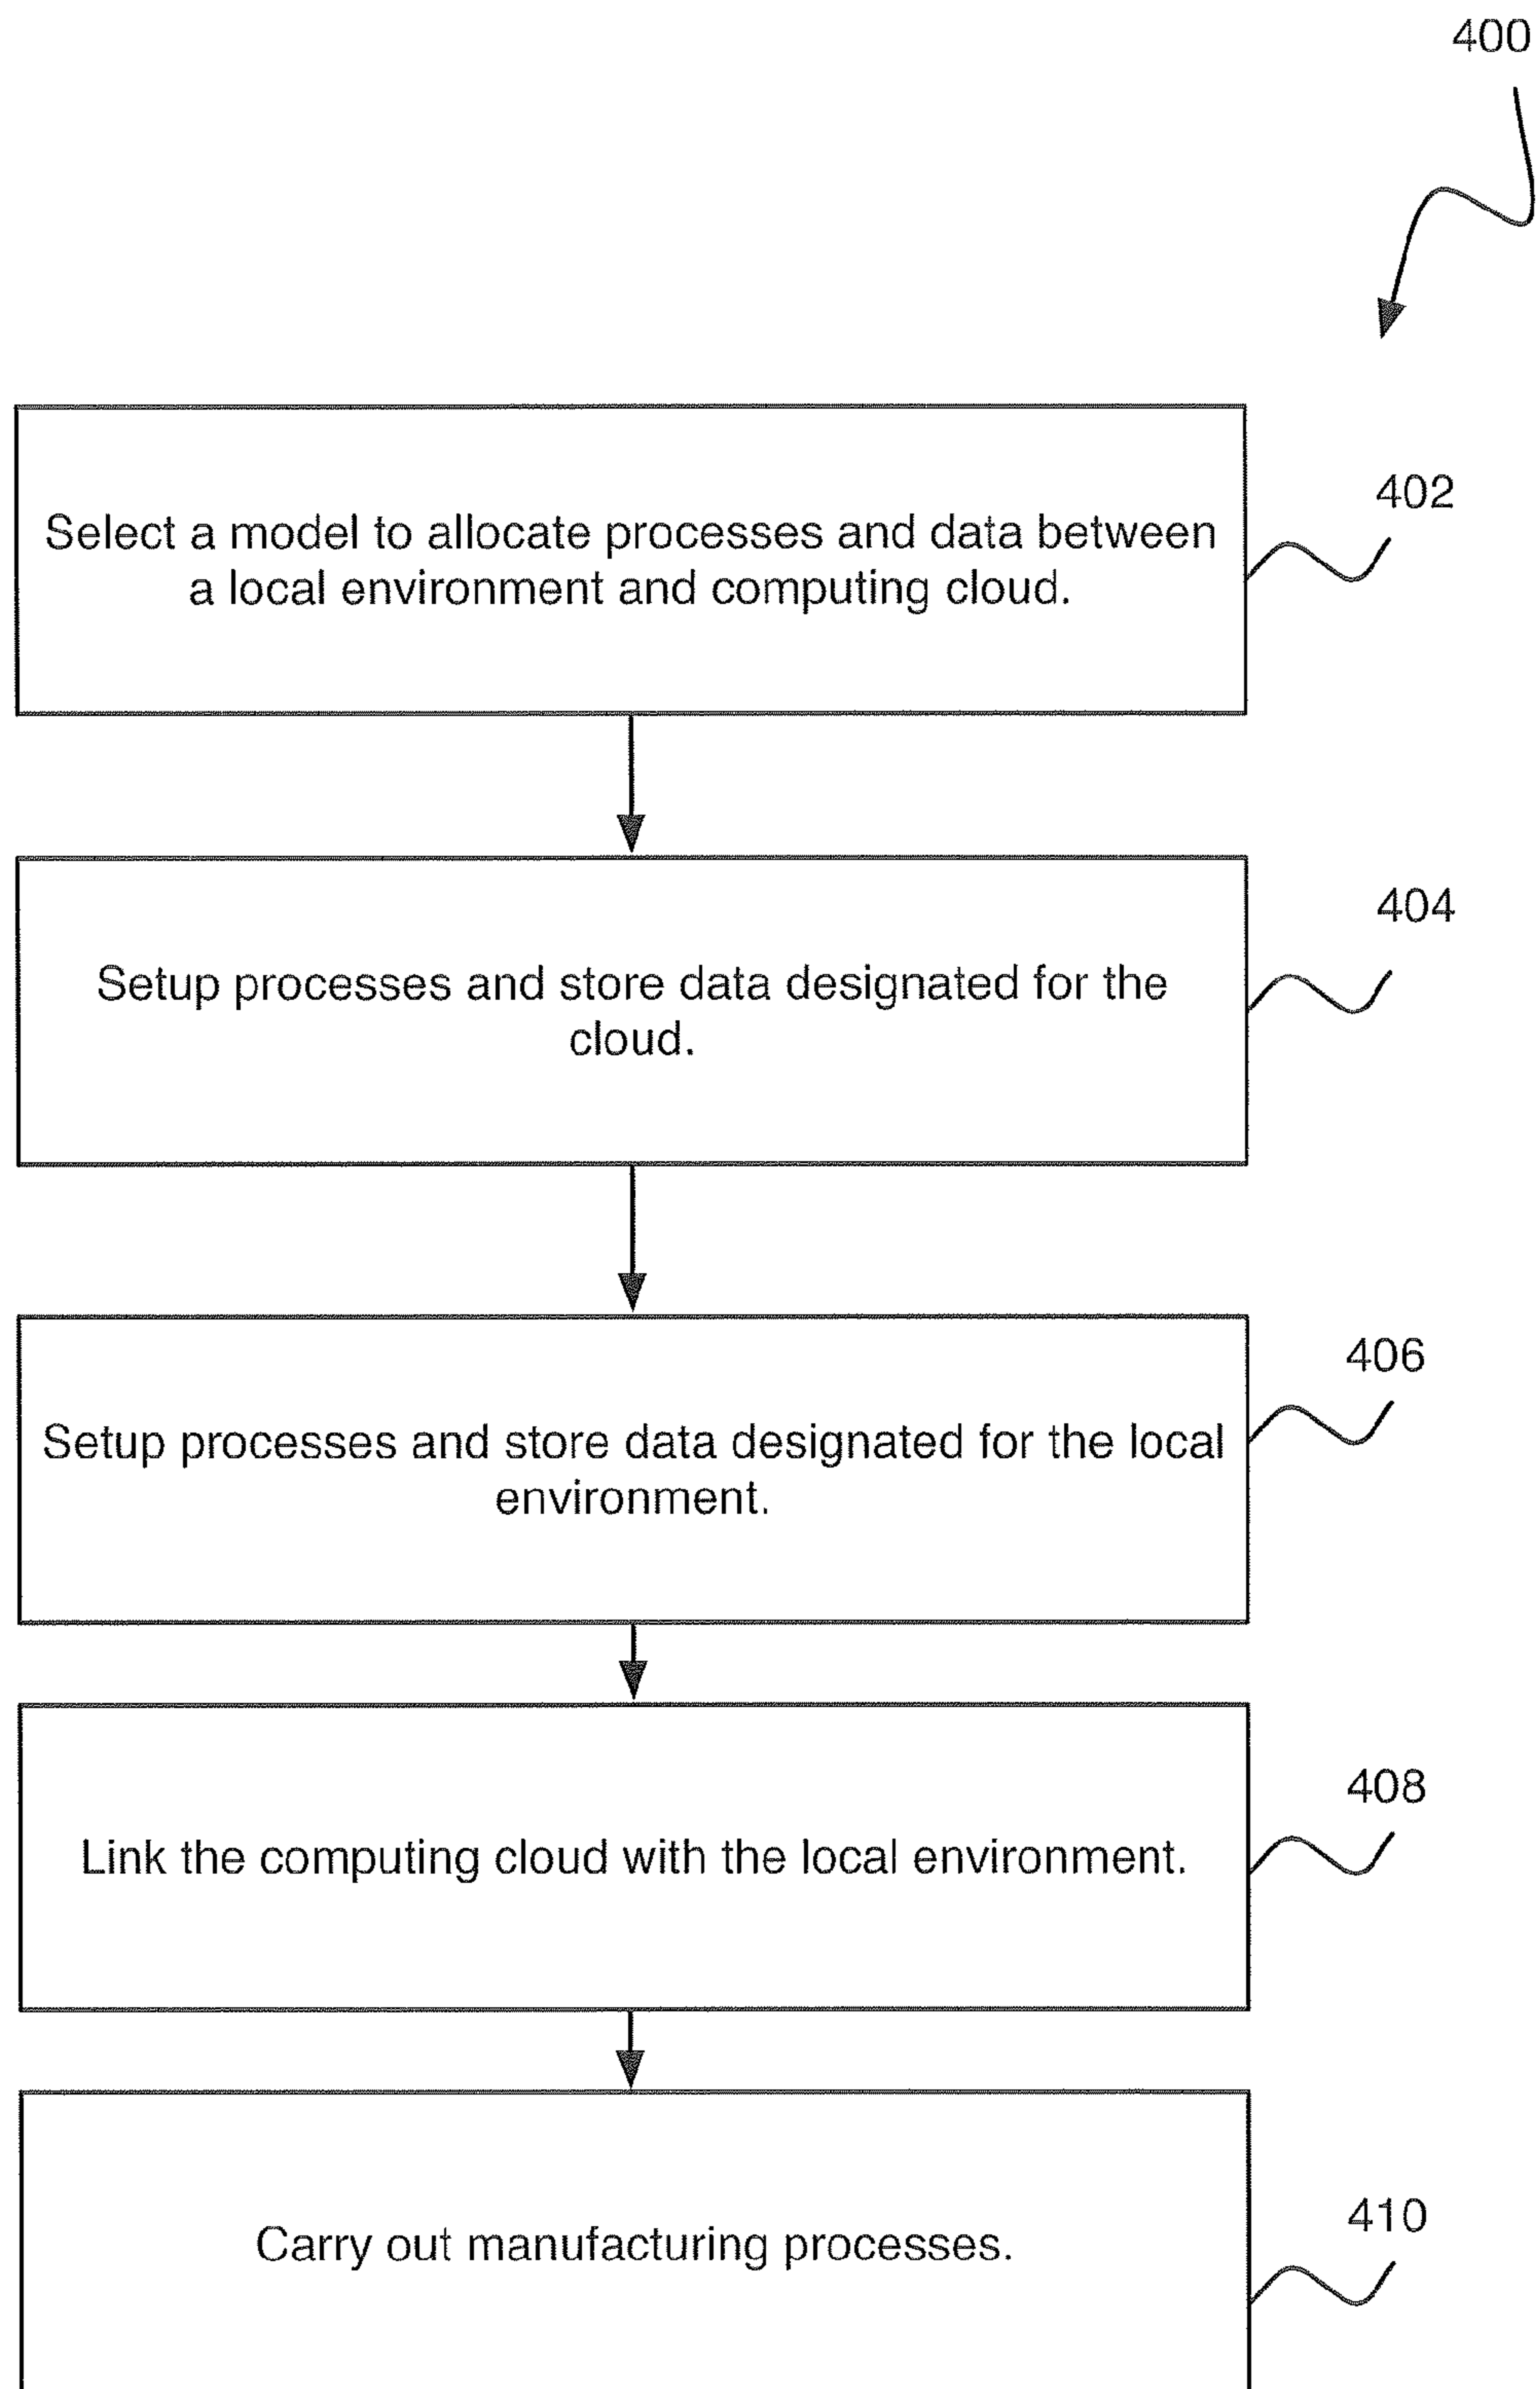 400
Select a model to allocate processes and data between
a local environment and computing cloud.
402
Setup processes and store data designated for the
cloud.
404
Setup processes and store data designated for the local
environment.
406
Link the computing cloud with the local environment.
408
Carry out manufacturing processes.
410